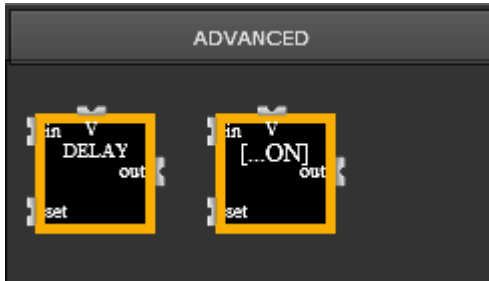 ADVANCED
in V
DELAY
out
set
in V
[...ON]
out
set